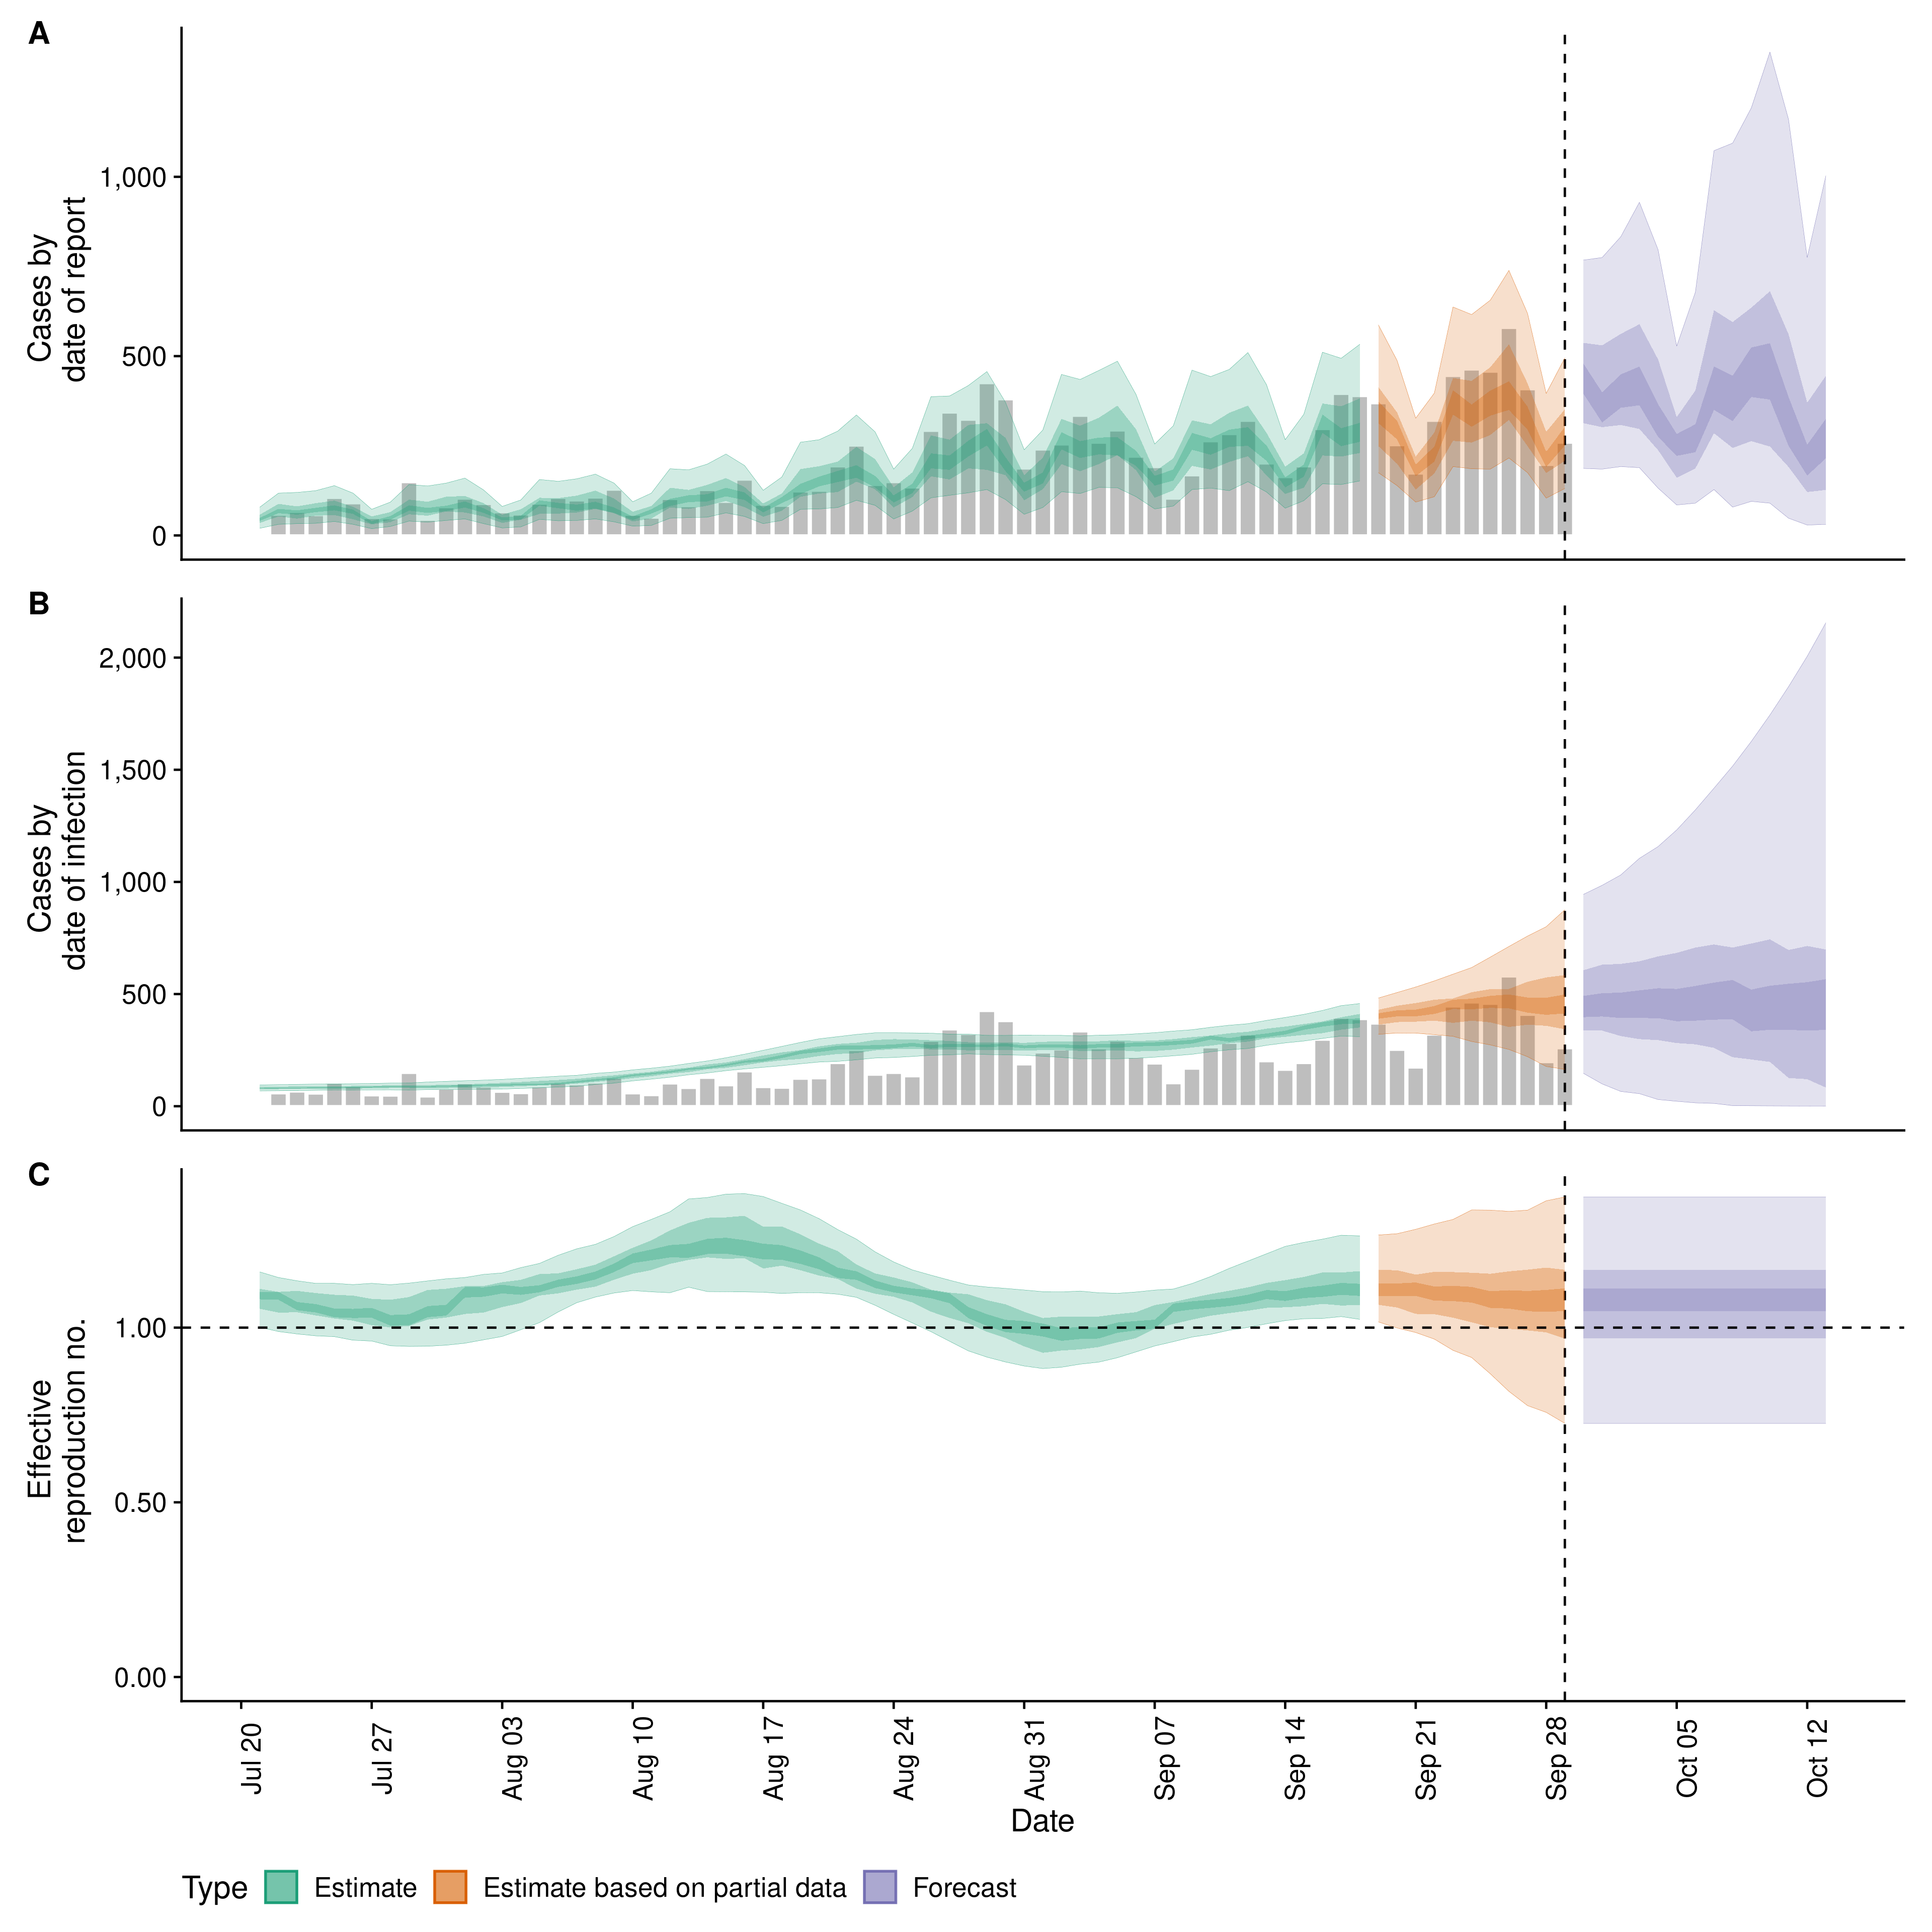 A
Cases by
date of report
1,000
500
0
B
Cases by
date of infection
2,000
1,500
1,000
500
0
C
Effective
reproduction no.
1.00
0.50
0.00
Jul 20
Jul 27
Aug 03
Aug 10
Aug 17
Aug 24
Aug 31
Sep 07
Sep 14
Sep 21
Sep 28
Oct 05
Oct 12
Date
Type Estimate Estimate based on partial data Forecast